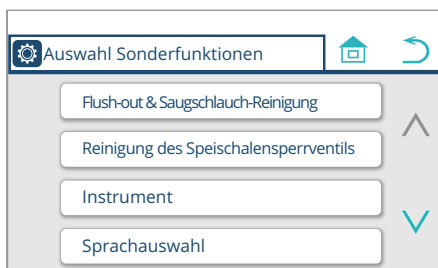 Auswahl Sonderfunktionen
Flush-out & Saugschlauch-Reinigung
Reinigung des Speischalensperrventils
Instrument
Sprachauswahl